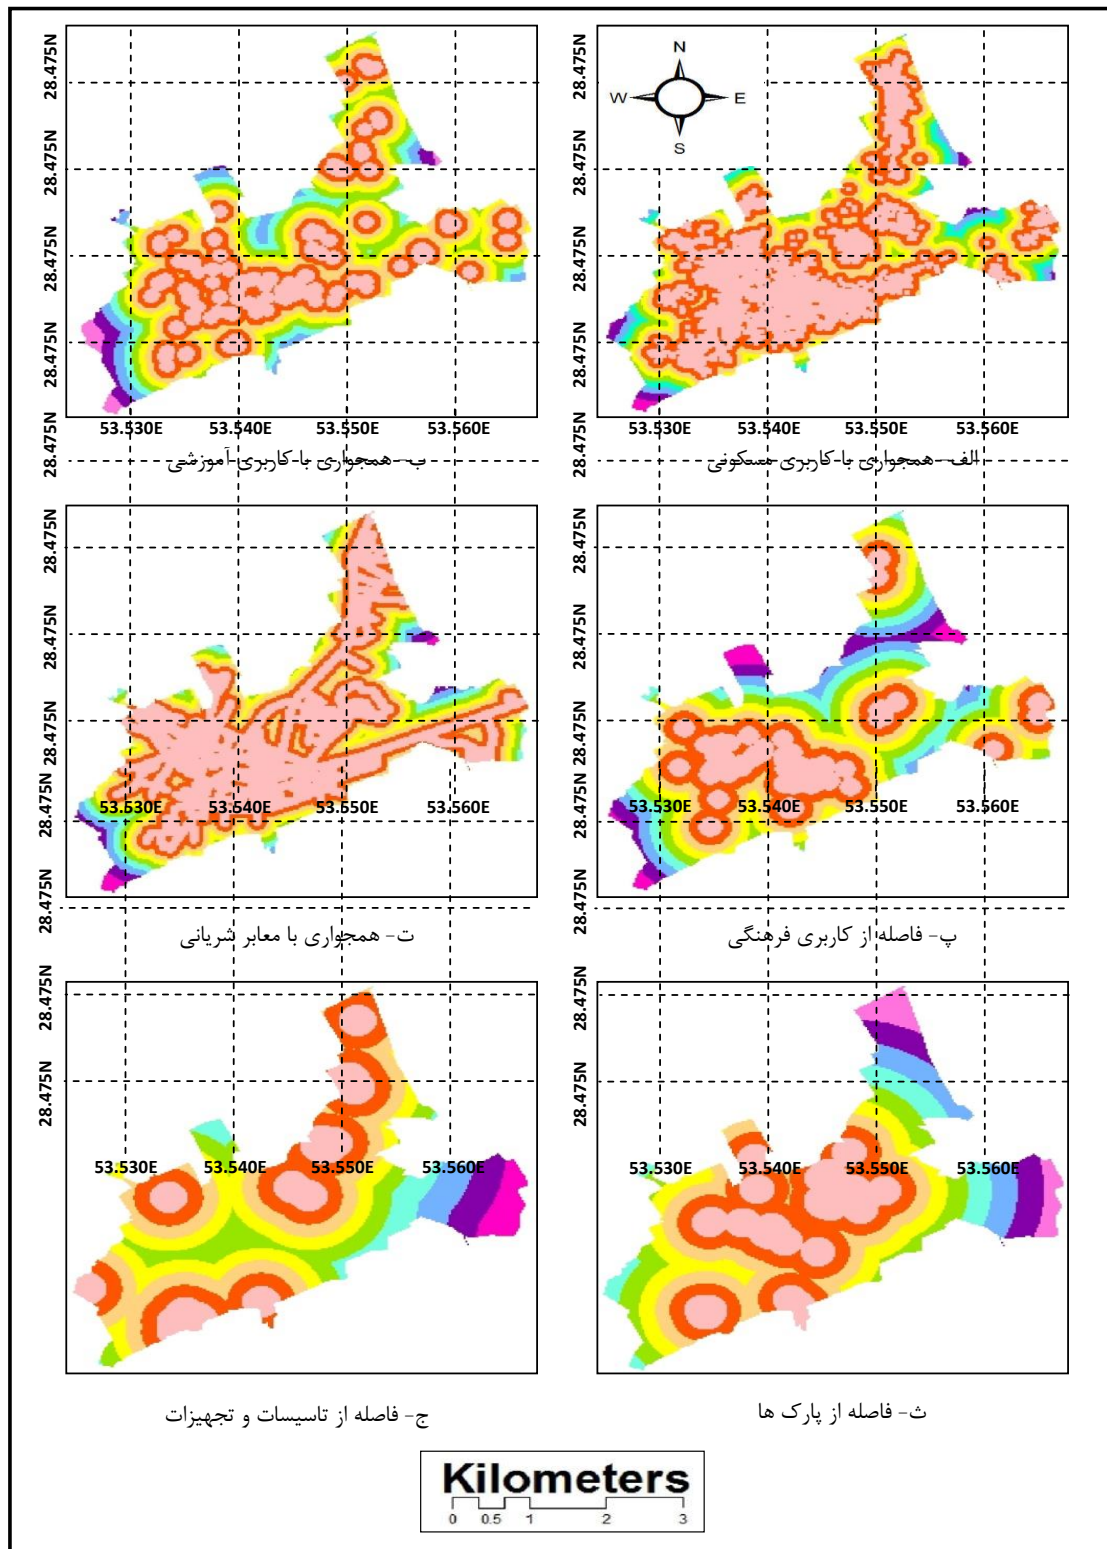 28.475N
28.475N
28.475N
28.475N
28.475N
53.530E 53.540E 53.550E 53.560E
ب- همجواری با کاربری آموزشی
N
W E
S
28.475N
28.475N
28.475N
28.475N
28.475N
53.530E 53.540E 53.550E 53.560E
الف- همجواری با کاربری مسکونی
28.475N
28.475N
28.475N
28.475N
28.475N
53.530E 53.540E 53.550E 53.560E
ت- همجواری با معابر شریانی
28.475N
28.475N
28.475N
28.475N
28.475N
53.530E 53.540E 53.550E 53.560E
پ- فاصله از کاربری فرهنگی
28.475N
28.475N
53.530E 53.540E 53.550E 53.560E
ج- فاصله از تاسیسات و تجهیزات
28.475N
28.475N
53.530E 53.540E 53.550E 53.560E
ث- فاصله از پارک ها
Kilometers
0 0.5 1 2 3